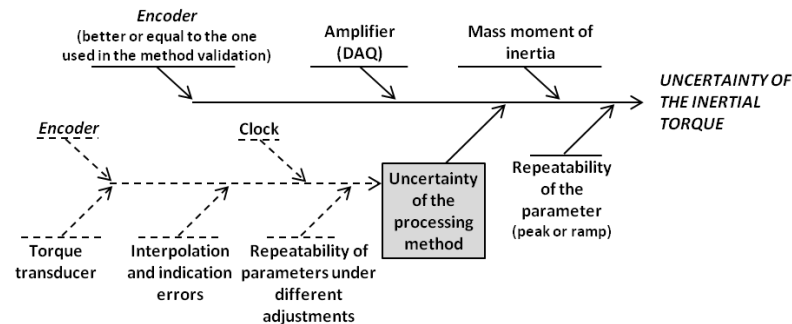 Encoder
(better or equal to the one
used in the method validation)
Amplifier
(DAQ)
Mass moment of
inertia
UNCERTAINTY OF
THE INERTIAL
TORQUE
Encoder
Clock
Uncertainty
of the
processing
method
Repeatability
of the
parameter
(peak or ramp)
Torque
transducer
Interpolation
and indication
errors
Repeatability of
parameters under
different
adjustments